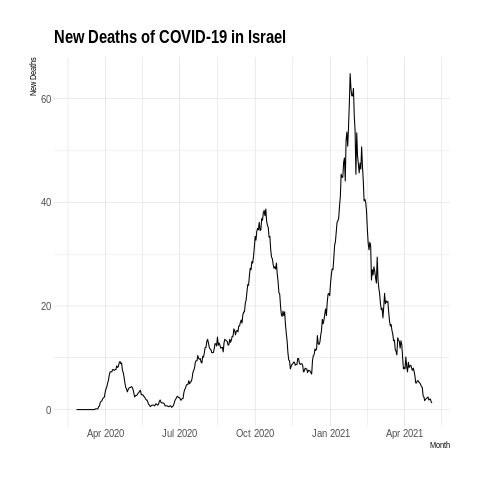 New Deaths of COVID-19 in Israel
New Deaths
60
40
20
0
Apr 2020
Jul 2020
Oct 2020
Jan 2021
Apr 2021
Month